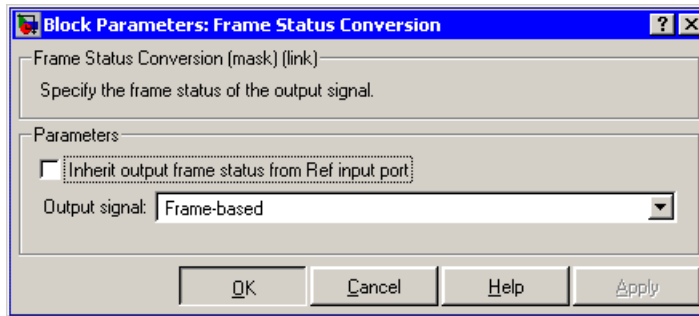 Block Parameters: Frame Status Conversion
Frame Status Conversion (mask) (link)
Specify the frame status of the output signal.
Parameters
Inherit output frame status from Ref input port
Output signal: Frame-based
OK Cancel Help Apply